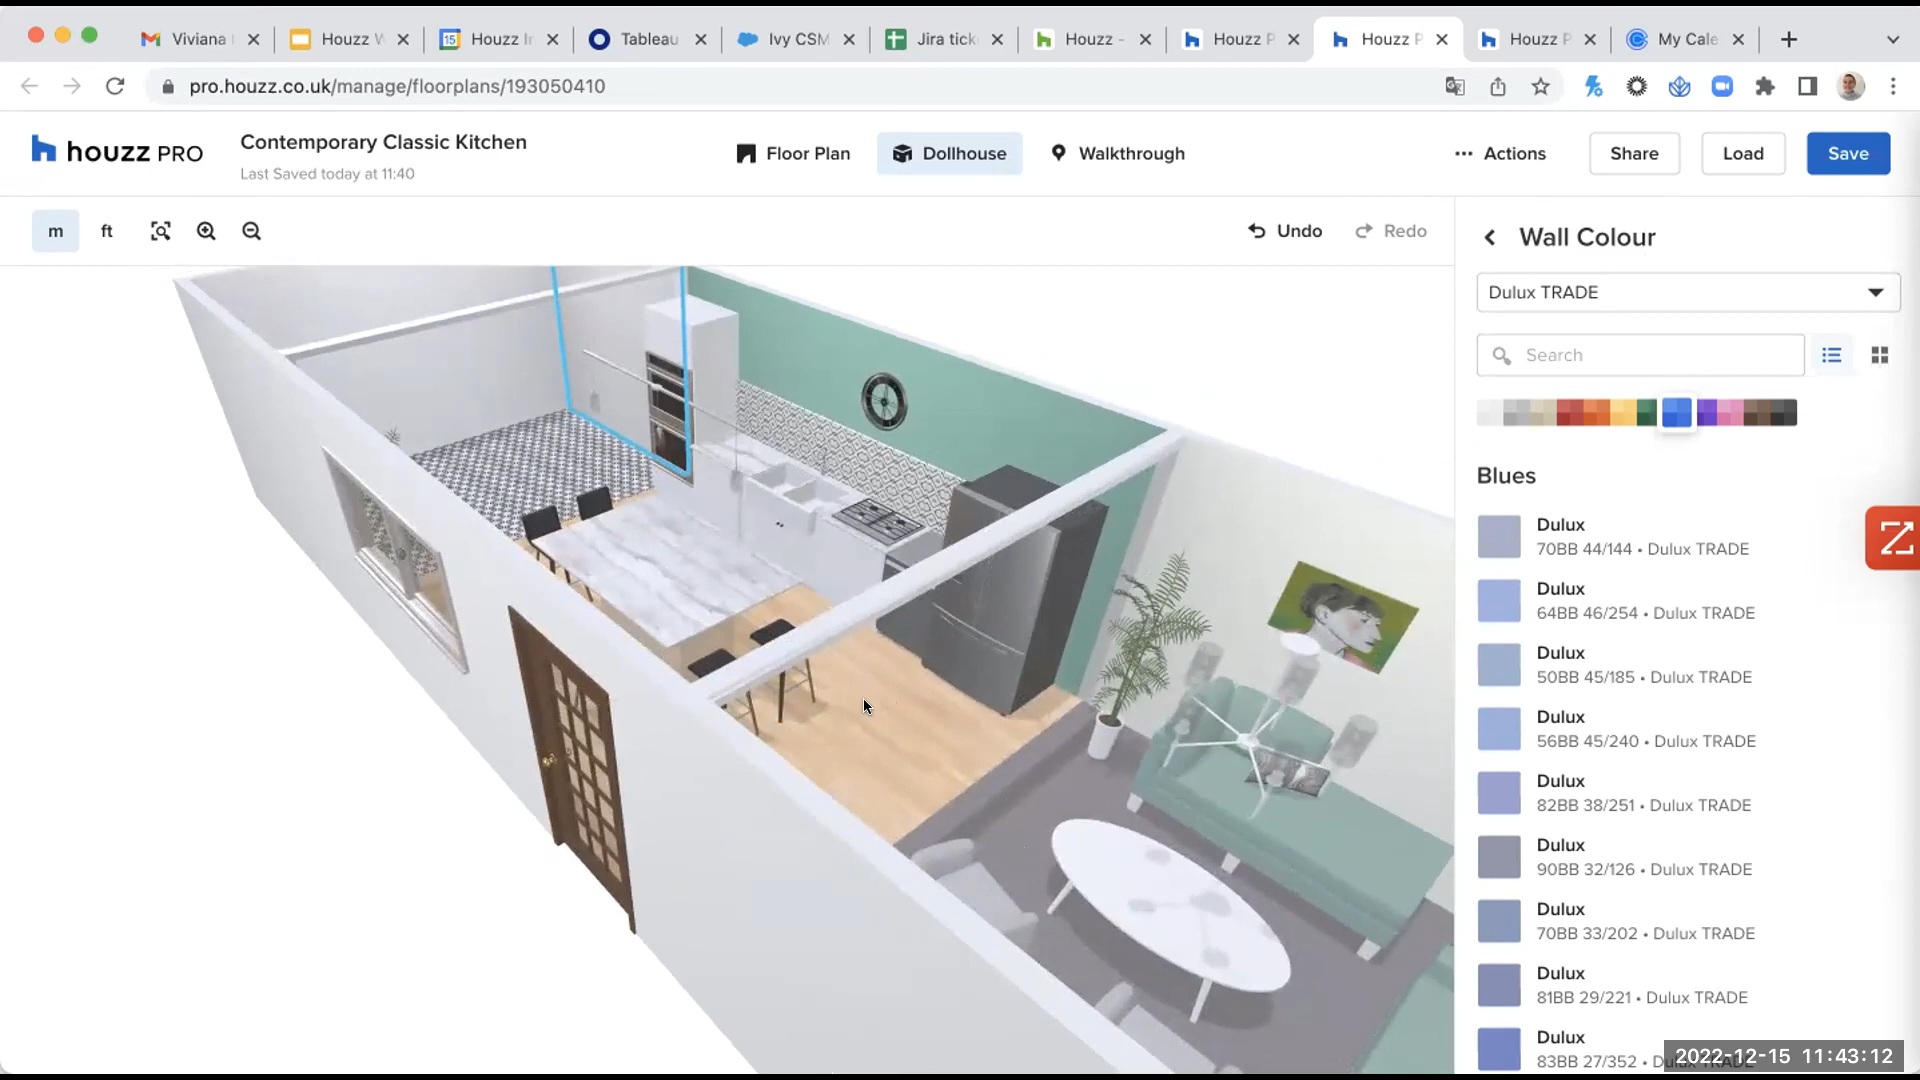 Viviana
Houzz W
15
Houzz In
Tableau
Ivy CSM
Jira tick
Houzz -
Houzz P
Houzz P
Houzz P
My Cale
pro.houzz.co.uk/manage/floorplans/193050410
houzz PRO
Contemporary Classic Kitchen
Last Saved today at 11:40
Floor Plan
Dollhouse
Walkthrough
Actions
Share
Load
Save
m
ft
Undo
Redo
Wall Colour
Dulux TRADE
Search
Blues
Dulux
70BB 44/144 • Dulux TRADE
Dulux
64BB 46/254 • Dulux TRADE
Dulux
50BB 45/185 • Dulux TRADE
Dulux
56BB 45/240 • Dulux TRADE
Dulux
82BB 38/251 • Dulux TRADE
Dulux
90BB 32/126 • Dulux TRADE
Dulux
70BB 33/202 • Dulux TRADE
Dulux
81BB 29/221 • Dulux TRADE
Dulux
83BB 27/352 •
2022-12-15 11:43:12